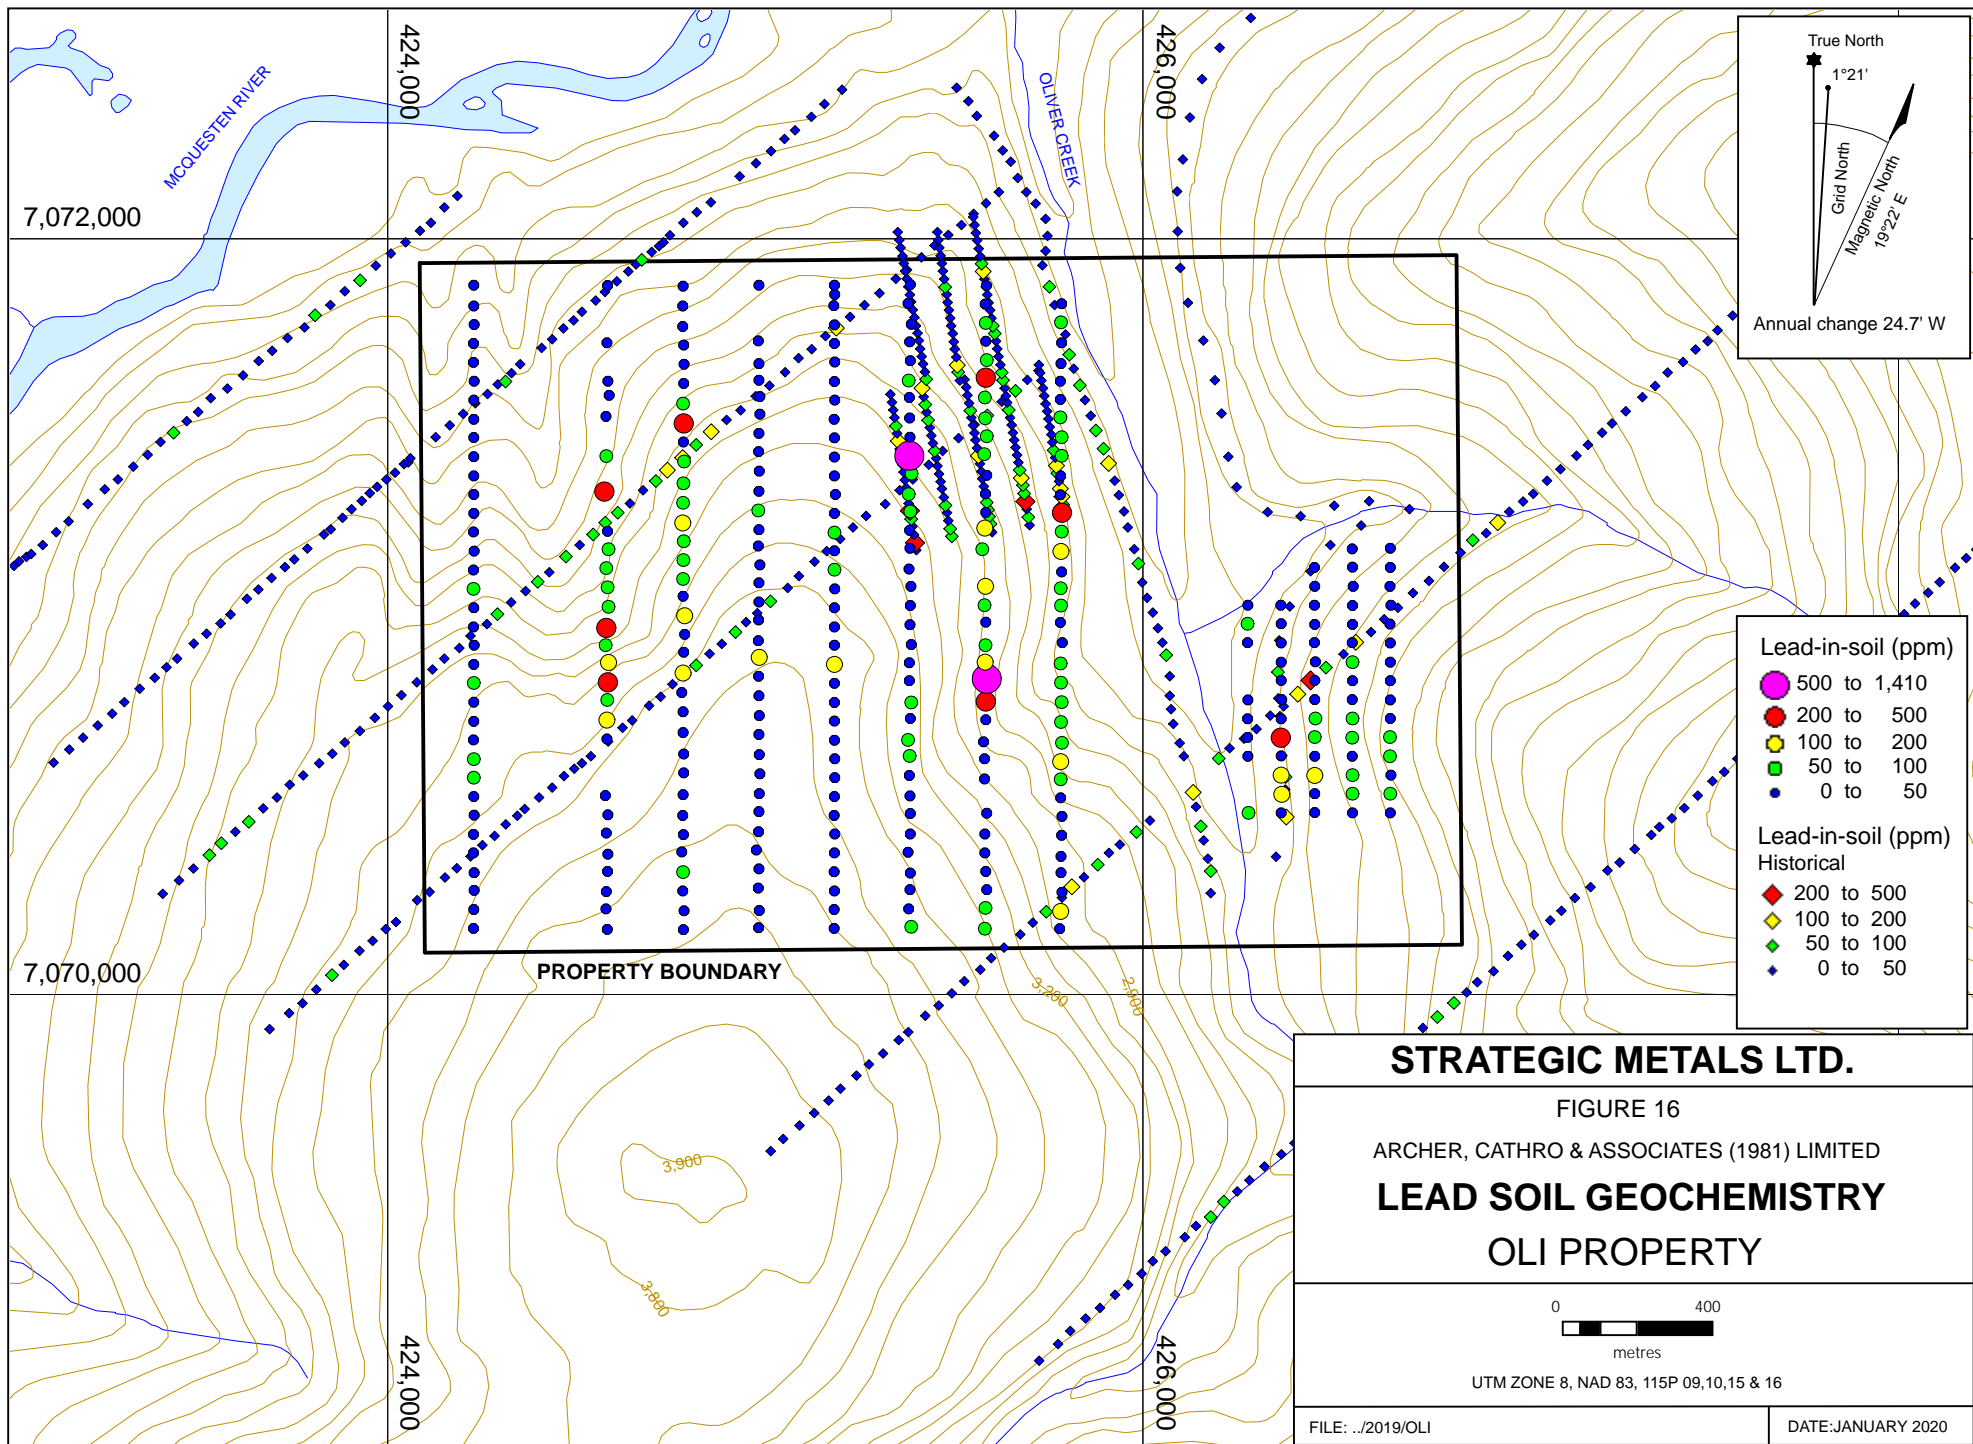 424,000
426,000
MCQUESTEN RIVER
OLIVER CREEK
7,072,000
True North
1°21'
Grid North
Magnetic North
19°22' E
Annual change 24.7' W
Lead-in-soil (ppm)
500 to 1,410
200 to 500
100 to 200
50 to 100
0 to 50
Lead-in-soil (ppm)
Historical
200 to 500
100 to 200
50 to 100
0 to 50
7,070,000
PROPERTY BOUNDARY
3,200
2,900
3,900
3,800
424,000
426,000
STRATEGIC METALS LTD.
FIGURE 16
ARCHER, CATHRO & ASSOCIATES (1981) LIMITED
LEAD SOIL GEOCHEMISTRY
OLI PROPERTY
0 400
metres
UTM ZONE 8, NAD 83, 115P 09,10,15 & 16
FILE: ../2019/OLI
DATE:JANUARY 2020